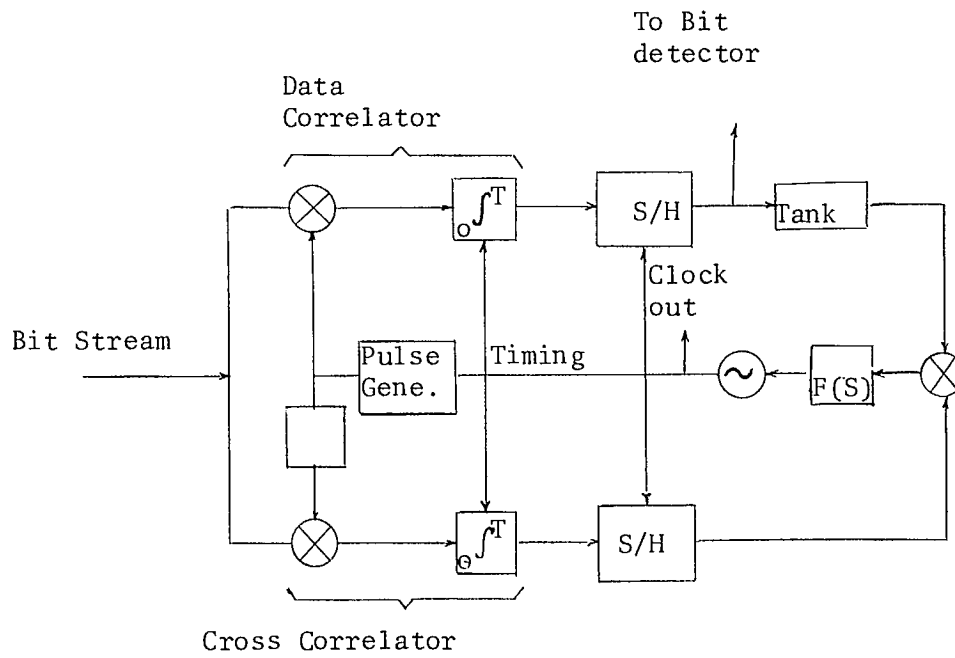 To Bit
detector
Data
Correlator
∫T
o
S/H
Tank
Clock
out
Bit Stream
Pulse
Gene.
Timing
~
F(S)
∫T
o
S/H
Cross Correlator